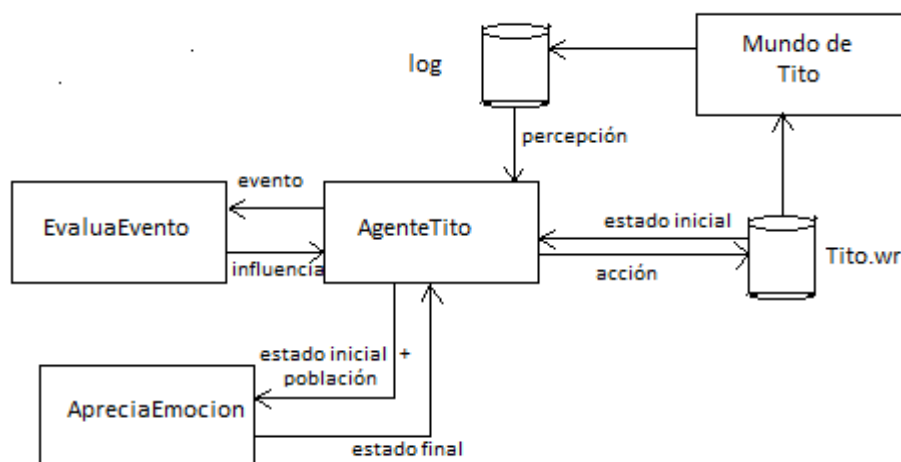 Mundo de
Tito
log
percepción
evento
EvaluaEvento
AgenteTito
estado inicial
influencia
acción
Tito.wr
estado inicial +
población
ApreciaEmocion
estado final